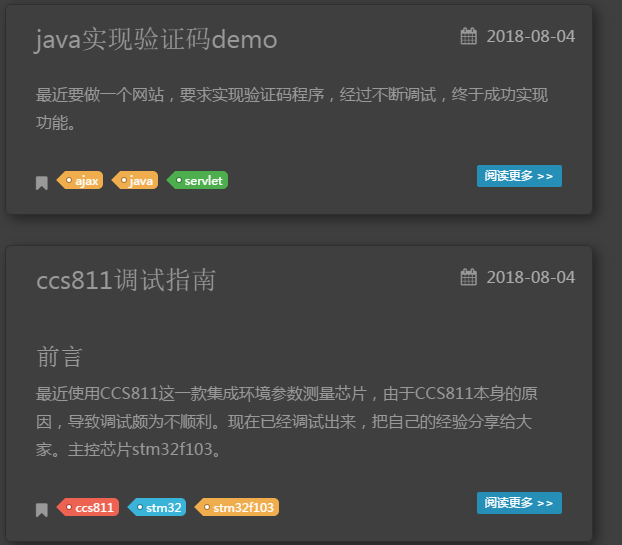 java实现验证码demo
2018-08-04
最近要做一个网站，要求实现验证码程序，经过不断调试，终于成功实现
功能。
ajax java servlet
阅读更多 >>
ccs811调试指南
2018-08-04
前言
最近使用CCS811这一款集成环境参数测量芯片，由于CCS811本身的原
因，导致调试颇为不顺利。现在已经调试出来，把自己的经验分享给大
家。主控芯片stm32f103。
ccs811 stm32 stm32f103
阅读更多 >>